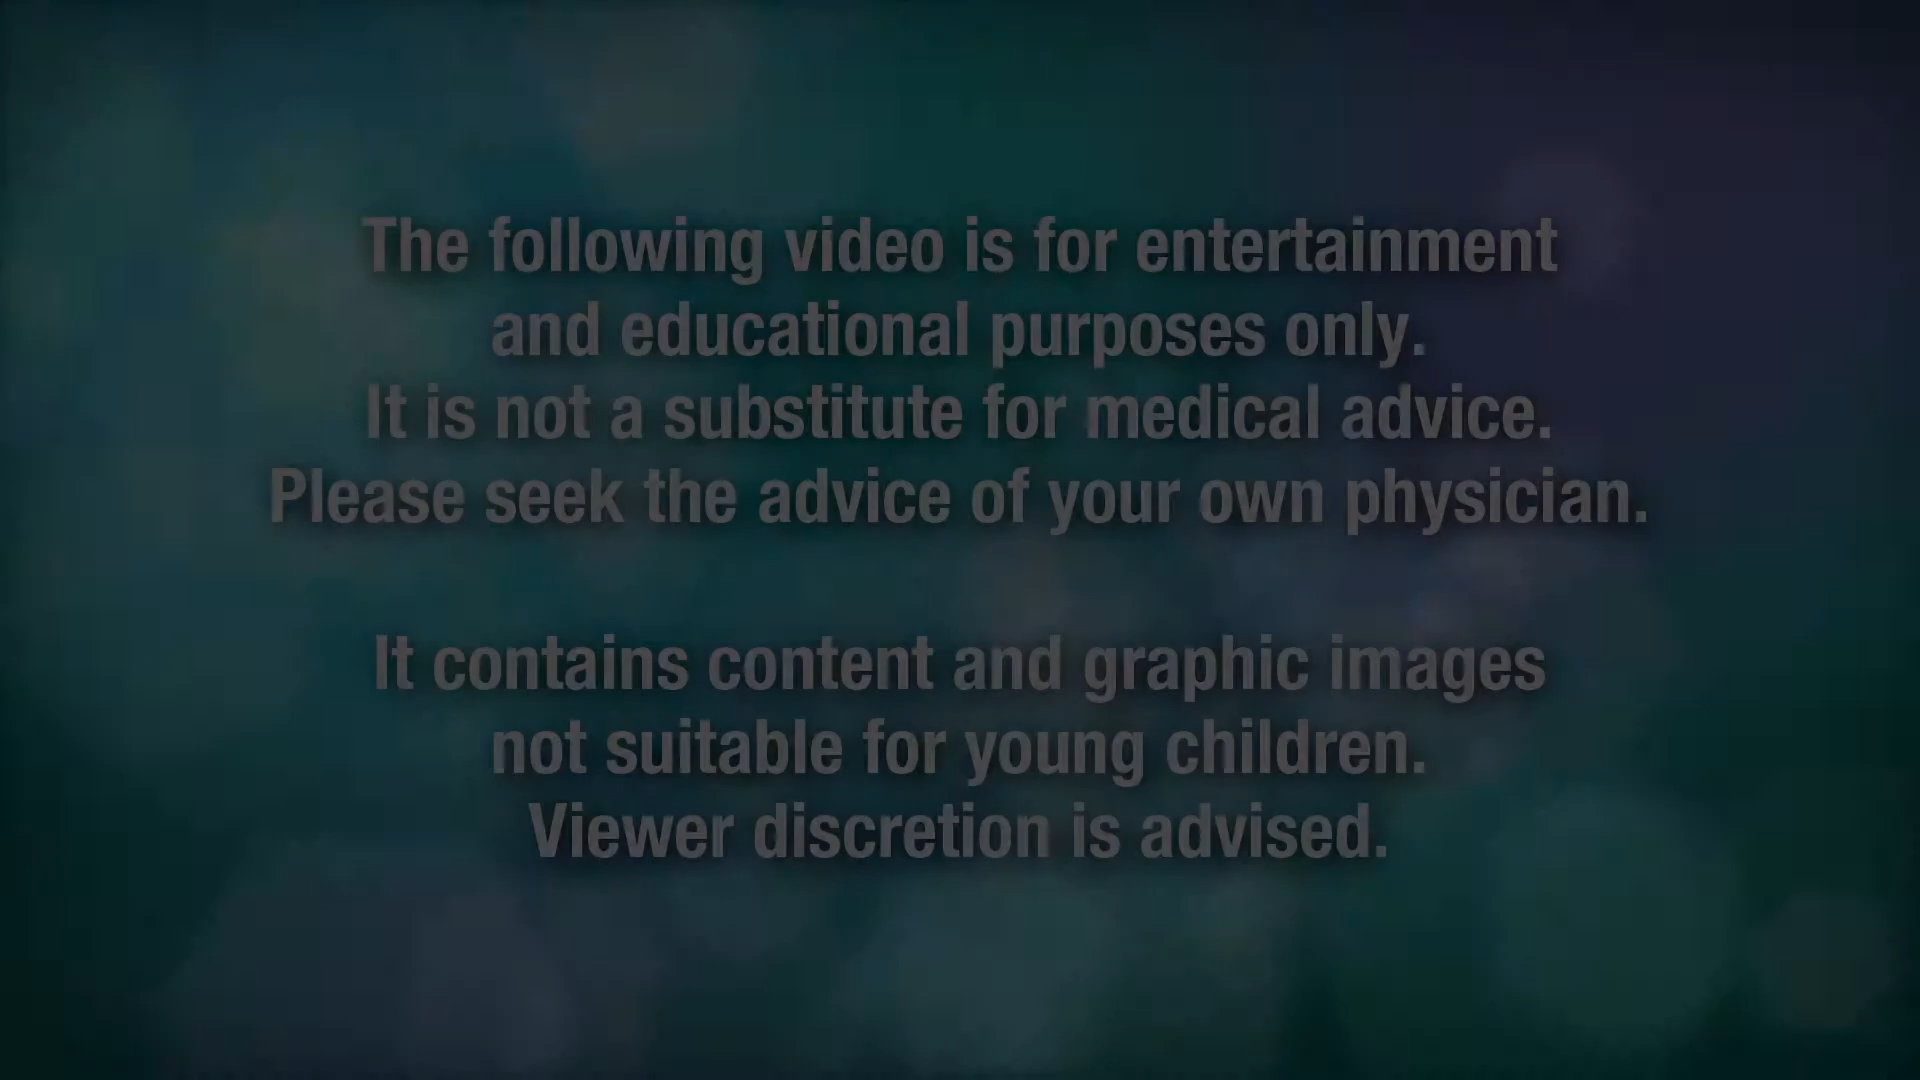 The following video is for entertainment
and educational purposes only.
It is not a substitute for medical advice.
Please seek the advice of your own physician.
It contains content and graphic images
not suitable for young children.
Viewer discretion is advised.